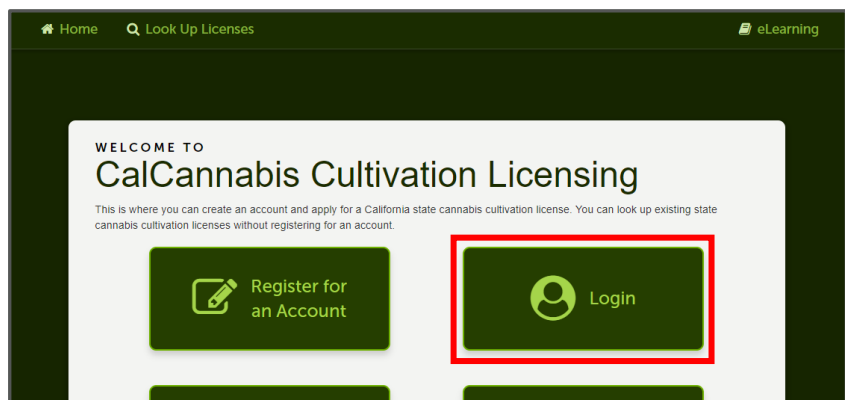 Home Look Up Licenses eLearning
WELCOME TO
CalCannabis Cultivation Licensing
This is where you can create an account and apply for a California state cannabis cultivation license. You can look up existing state
cannabis cultivation licenses without registering for an account.
Register for
an Account
Login